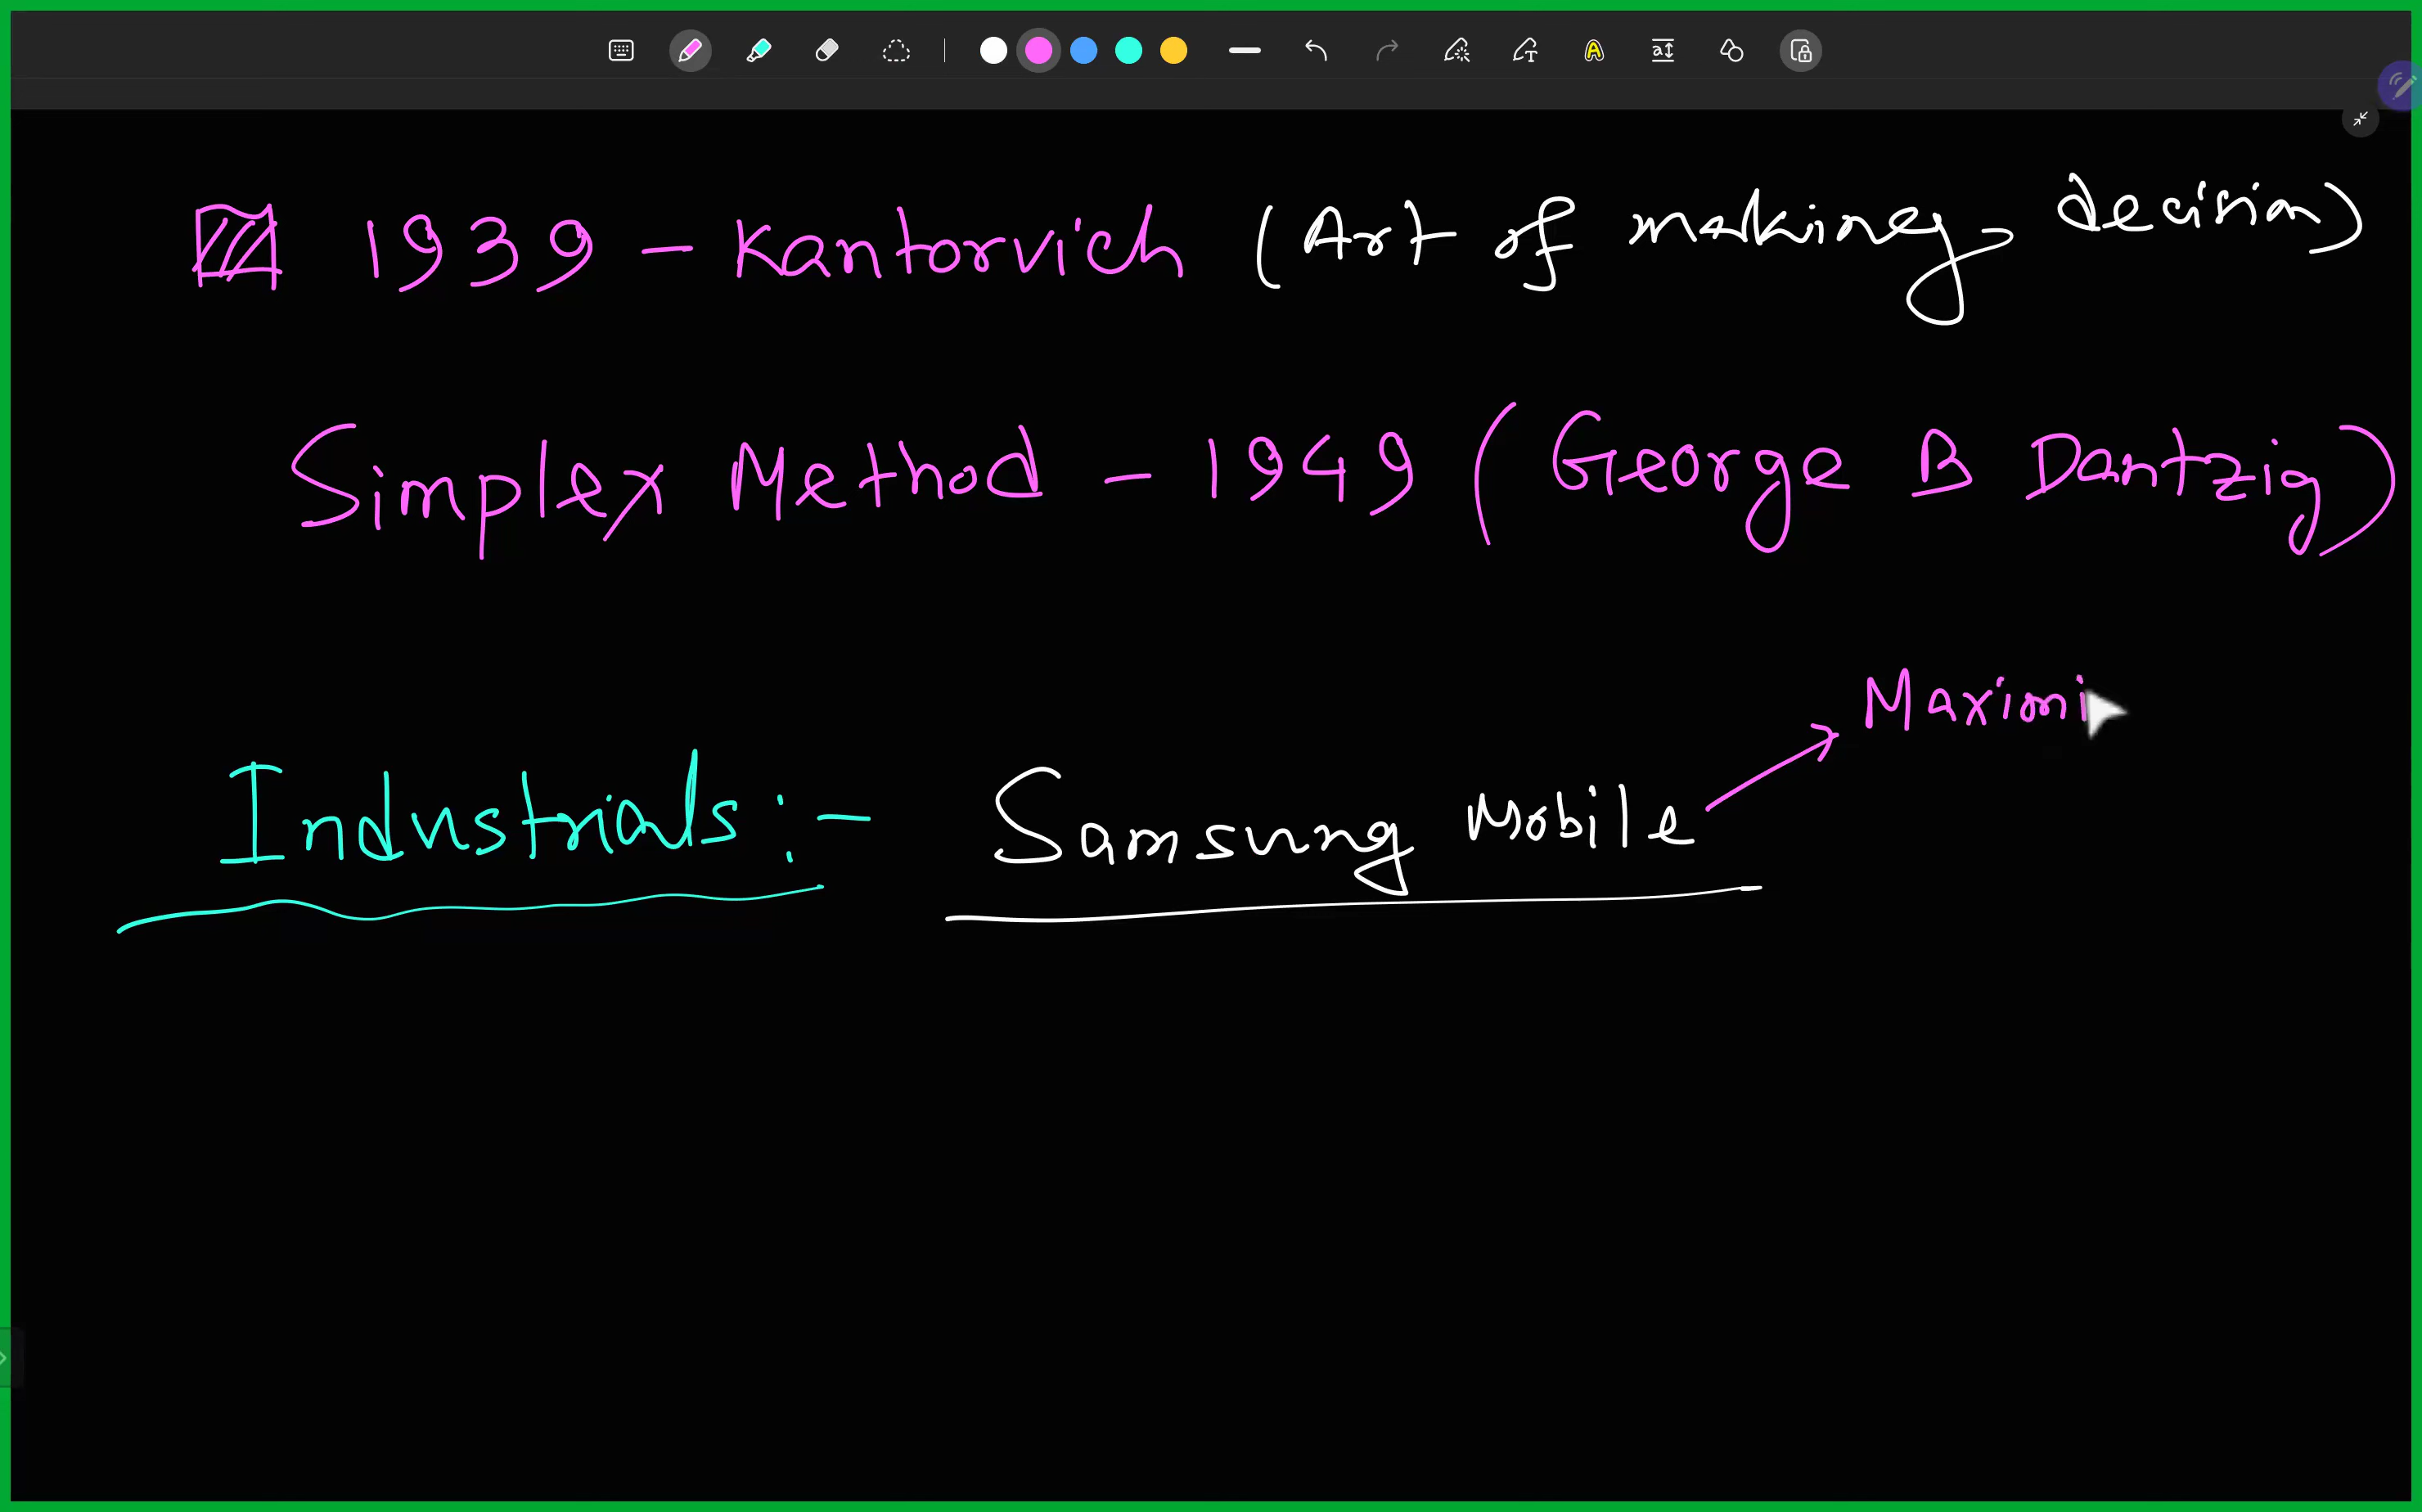 1939 - Kantorvich (Art of making decision)
Simplex Method - 1949 (George B Dantzig)
Maximi
Industrials :- Samsung Mobile